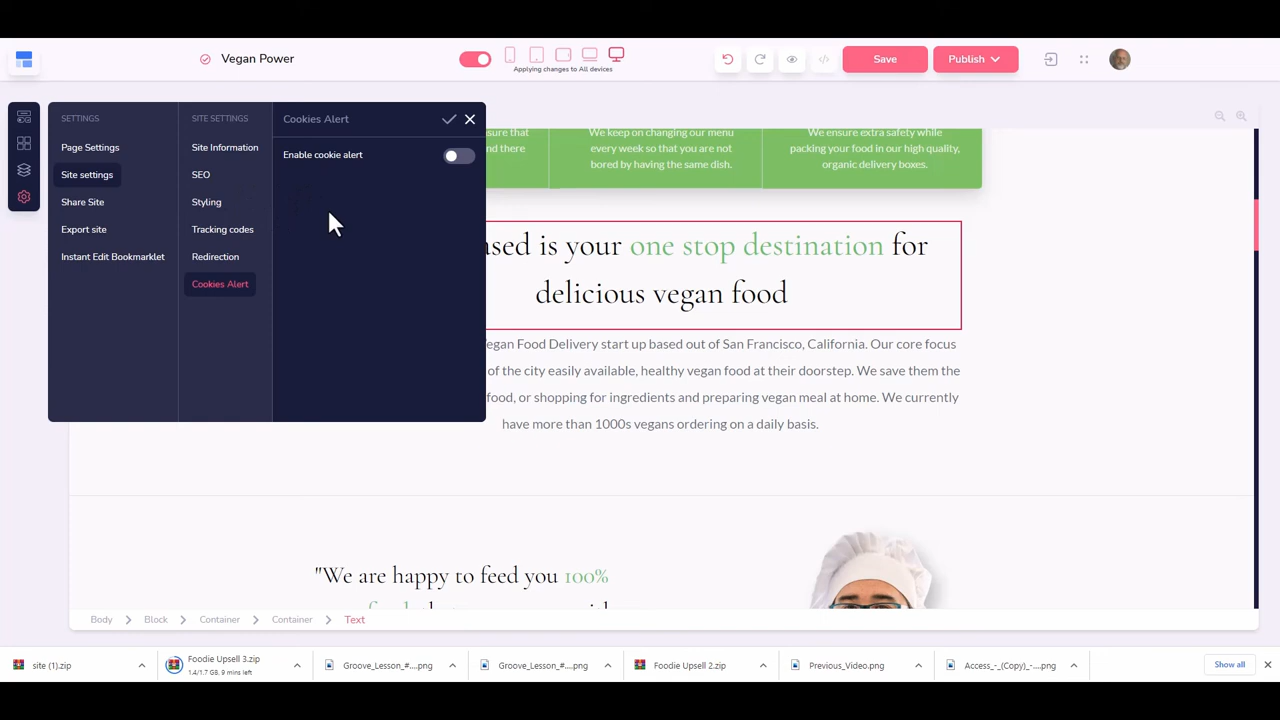 Vegan Power
Applying changes to All devices
Save
Publish
SETTINGS
Page Settings
Site settings
Share Site
Export site
Instant Edit Bookmarklet
SITE SETTINGS
Site Information
SEO
Styling
Tracking codes
Redirection
Cookies Alert
Cookies Alert
Enable cookie alert
sure that
nd there
We keep on changing our menu
every week so that you are not
bored by having the same dish.
We ensure extra safety while
packing your food in our high quality,
organic delivery boxes.
ased is your one stop destination for
delicious vegan food
Vegan Food Delivery start up based out of San Francisco, California. Our core focus
of the city easily available, healthy vegan food at their doorstep. We save them the
food, or shopping for ingredients and preparing vegan meal at home. We currently
have more than 1000s vegans ordering on a daily basis.
"We are happy to feed you 100%
Body > Block > Container > Container > Text
site (1).zip
Foodie Upsell 3.zip
1.4/1.7 GB, 9 mins left
Groove_Lesson_#....png
Groove_Lesson_#....png
Foodie Upsell 2.zip
Previous_Video.png
Access_-_(Copy)_-....png
Show all